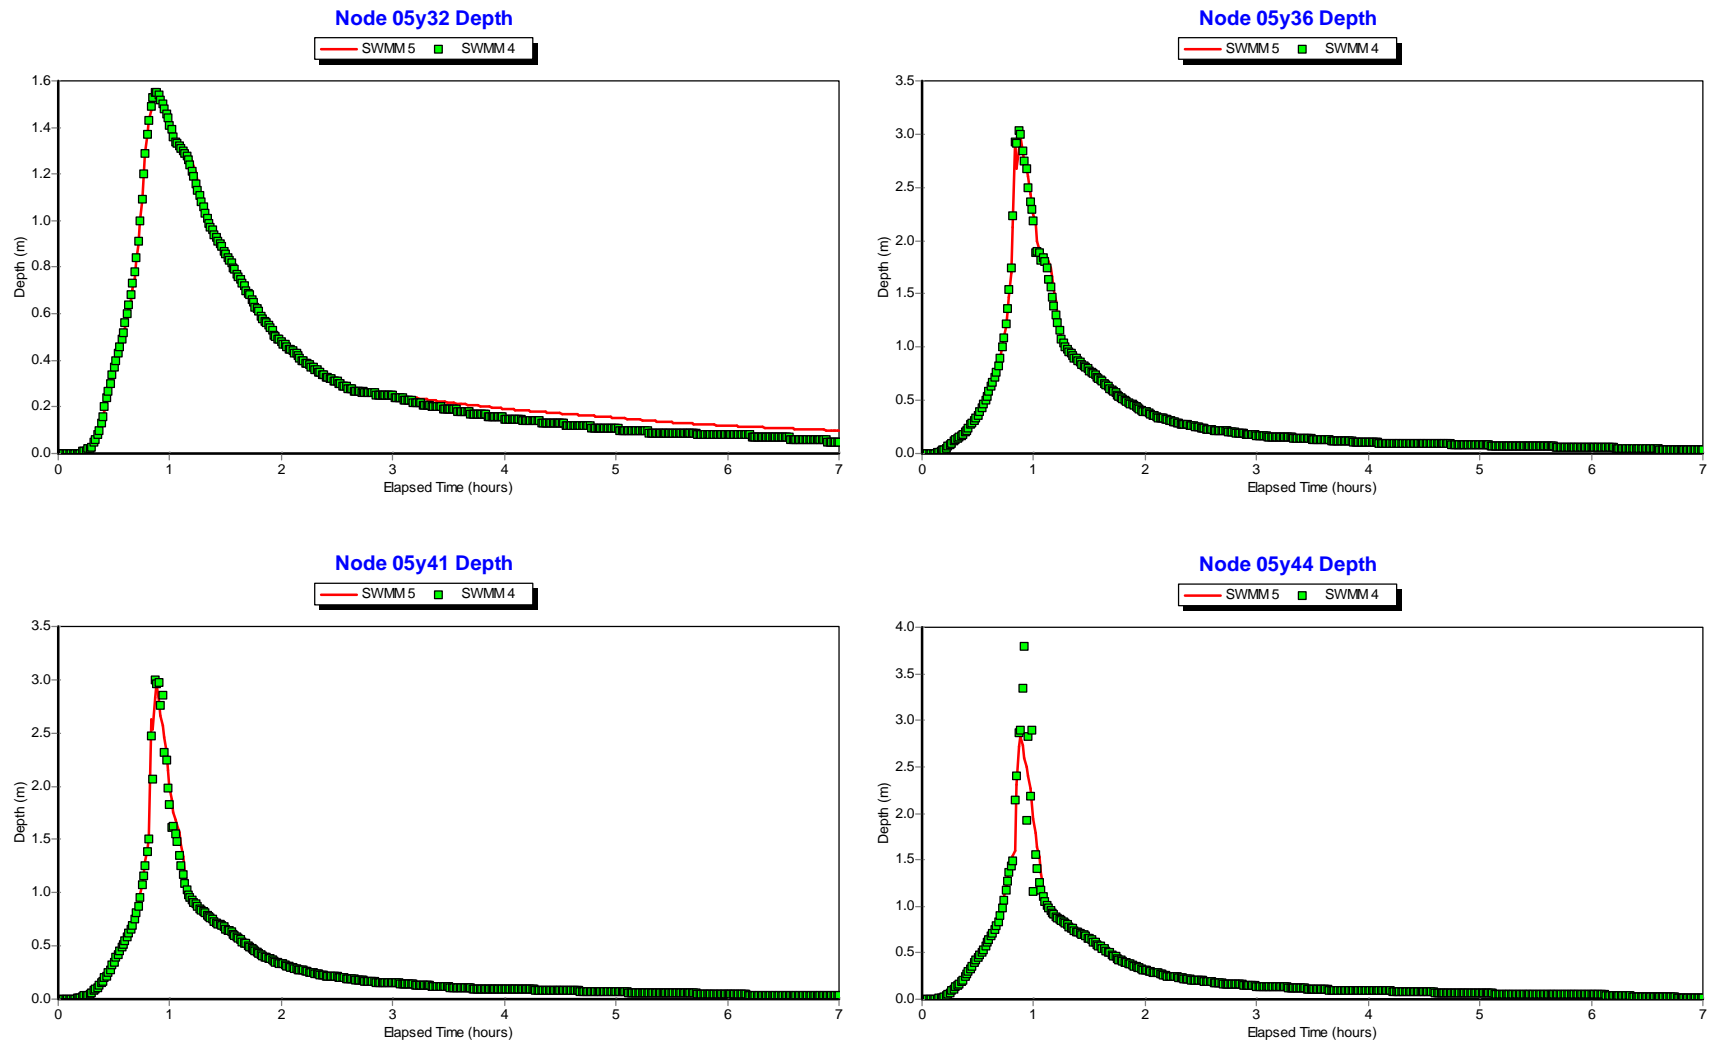 Node 05y32 Depth
SWMM 5 SWMM 4
1.6
1.4
1.2
1.0
0.8
0.6
0.4
0.2
0.0
Depth (m)
0 1 2 3 4 5 6 7
Elapsed Time (hours)
Node 05y36 Depth
SWMM 5 SWMM 4
3.5
3.0
2.5
2.0
1.5
1.0
0.5
0.0
Depth (m)
0 1 2 3 4 5 6 7
Elapsed Time (hours)
Node 05y41 Depth
SWMM 5 SWMM 4
3.5
3.0
2.5
2.0
1.5
1.0
0.5
0.0
Depth (m)
0 1 2 3 4 5 6 7
Elapsed Time (hours)
Node 05y44 Depth
SWMM 5 SWMM 4
4.0
3.5
3.0
2.5
2.0
1.5
1.0
0.5
0.0
Depth (m)
0 1 2 3 4 5 6 7
Elapsed Time (hours)